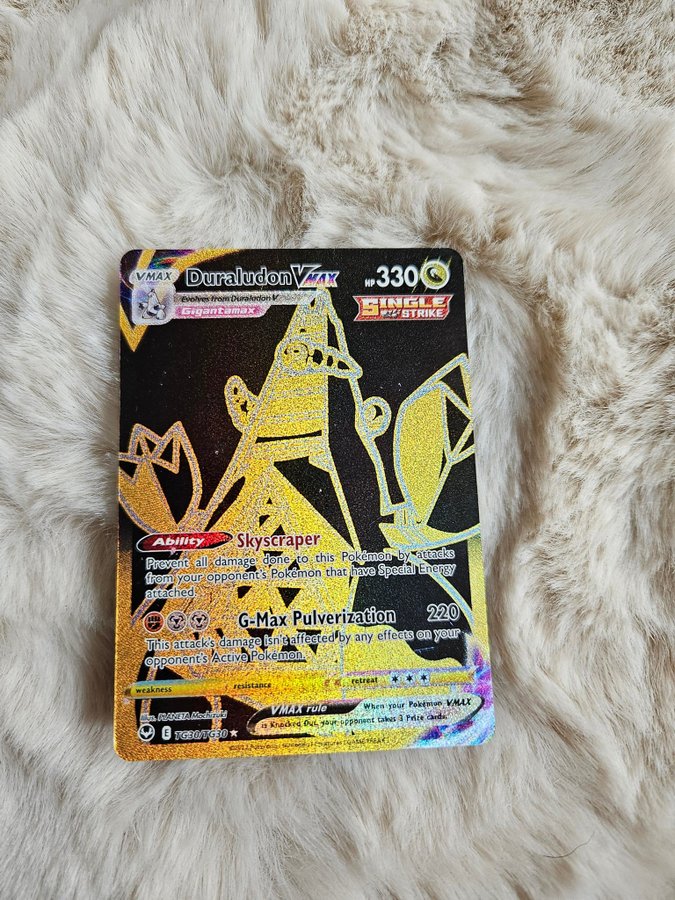 VMAX Duraludon VMAX HP 330
Evolves from Duraludon V
Gigantamax
SINGLE STRIKE
Ability Skyscraper
Prevent all damage done to this Pokémon by attacks
from your opponent's Pokémon that have Special Energy
attached.
G-Max Pulverization 220
This attack's damage isn't affected by any effects on your
opponent's Active Pokémon.
weakness resistance retreat
VMAX rule When your Pokémon VMAX
is Knocked Out, your opponent takes 3 Prize cards.
Illus. PLANETA Mochizuki
E TG30/TG30